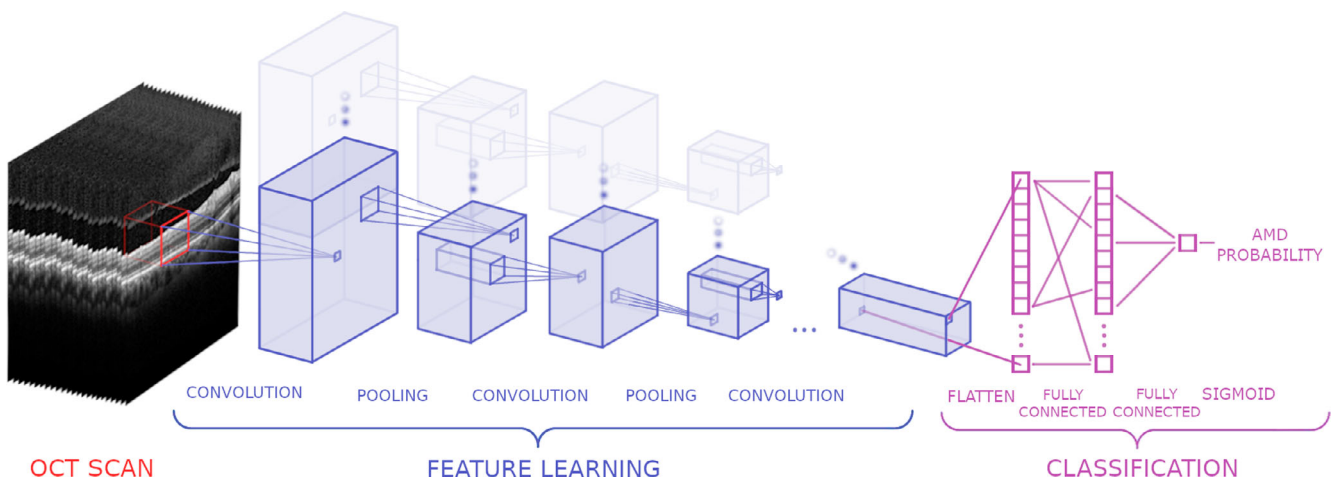 AMD
PROBABILITY
CONVOLUTION
POOLING
CONVOLUTION
POOLING
CONVOLUTION
FLATTEN
FULLY
CONNECTED
FULLY
CONNECTED
SIGMOID
OCT SCAN
FEATURE LEARNING
CLASSIFICATION